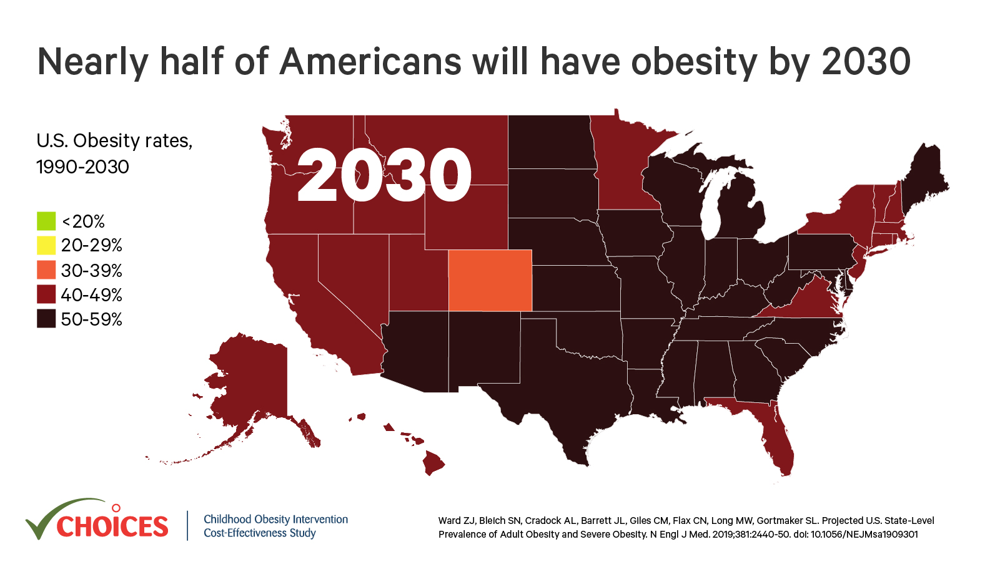 Nearly half of Americans will have obesity by 2030
U.S. Obesity rates,
1990-2030
<20%
20-29%
30-39%
40-49%
50-59%
2030
CHOICES
Childhood Obesity Intervention
Cost-Effectiveness Study
Ward ZJ, Bleich SN, Cradock AL, Barrett JL, Giles CM, Flax CN, Long MW, Gortmaker SL. Projected U.S. State-Level
Prevalence of Adult Obesity and Severe Obesity. N Engl J Med. 2019;381:2440-50. doi: 10.1056/NEJMsa1909301